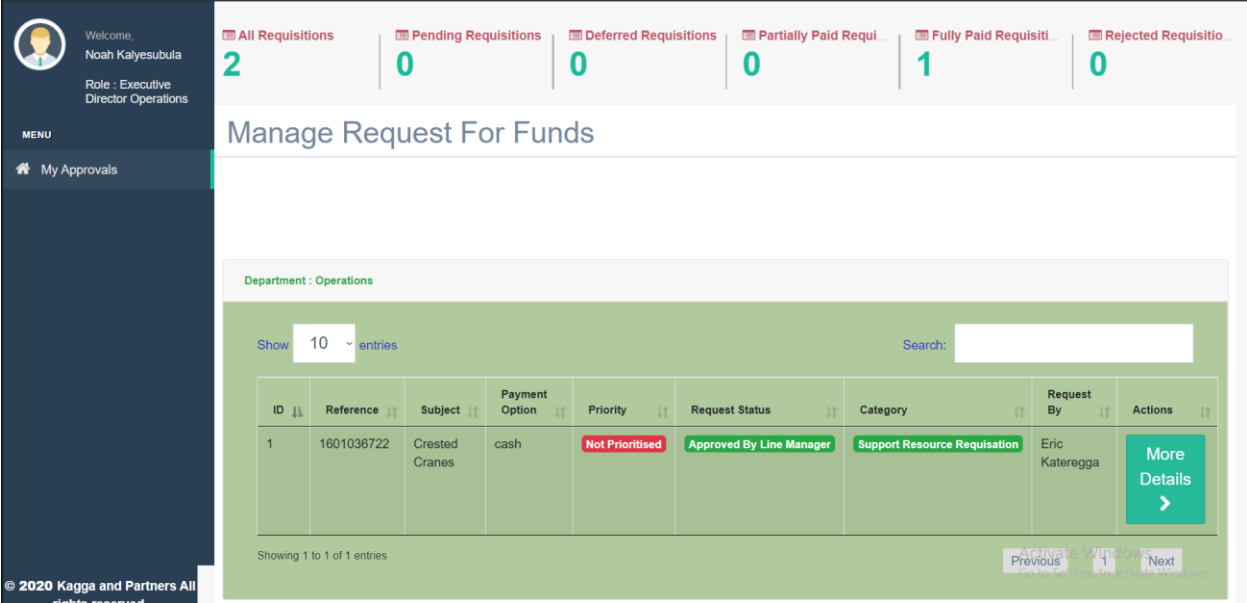 Welcome,
Noah Kalyesubula
Role : Executive
Director Operations
MENU
My Approvals
© 2020 Kagga and Partners All
rights reserved
All Requisitions
2
Pending Requisitions
0
Deferred Requisitions
0
Partially Paid Requi...
0
Fully Paid Requisiti...
1
Rejected Requisitio...
0
Manage Request For Funds
Department : Operations
Show 10 entries
Search:
ID Reference Subject Payment Option Priority Request Status Category Request By Actions
1 1601036722 Crested Cranes cash Not Prioritised Approved By Line Manager Support Resource Requisation Eric Kateregga More Details
Showing 1 to 1 of 1 entries
Previous 1 Next
Activate Windows
Go to Settings to activate Windows.